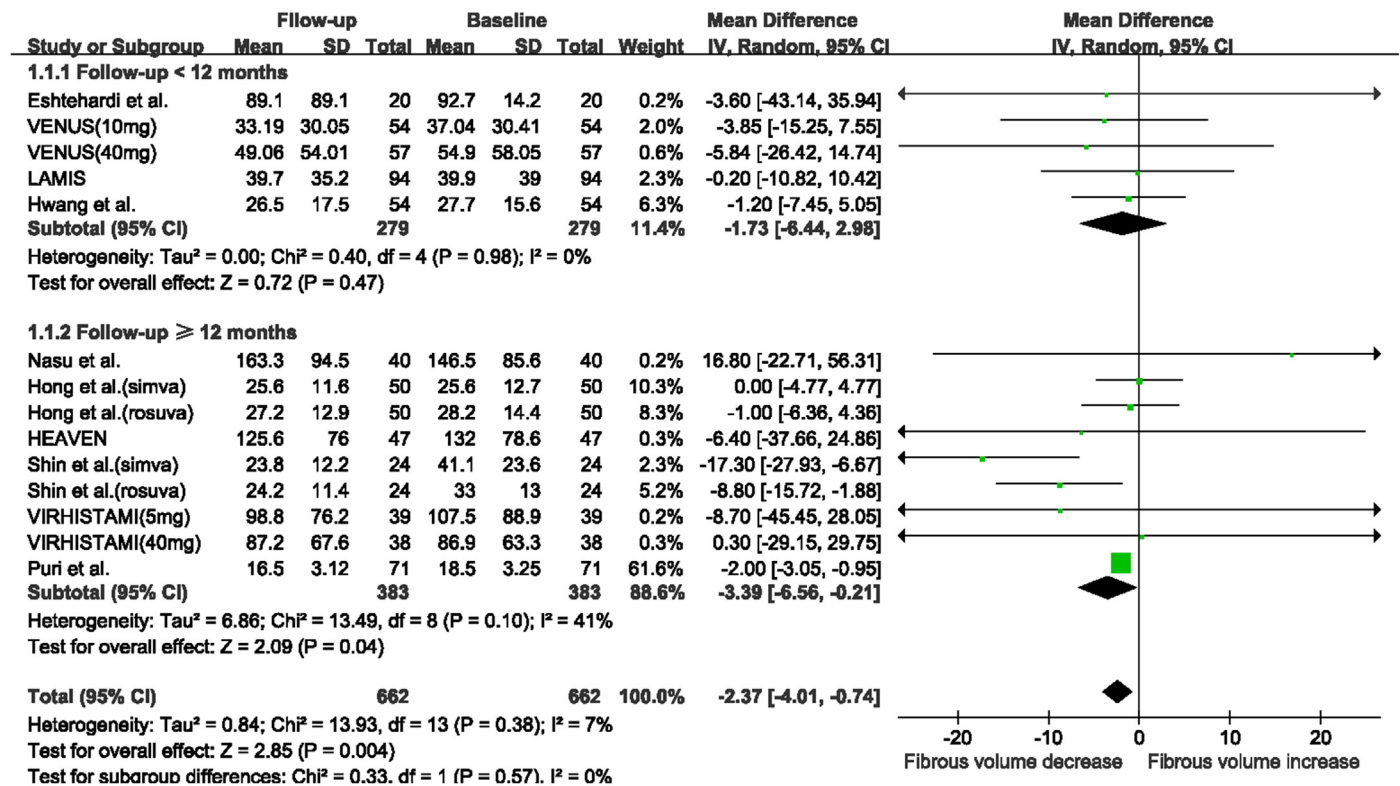 Fllow-up Baseline Mean Difference Mean Difference
Study or Subgroup Mean SD Total Mean SD Total Weight IV, Random, 95% CI IV, Random, 95% CI
1.1.1 Follow-up < 12 months
Eshtehardi et al. 89.1 89.1 20 92.7 14.2 20 0.2% -3.60 [-43.14, 35.94]
VENUS(10mg) 33.19 30.05 54 37.04 30.41 54 2.0% -3.85 [-15.25, 7.55]
VENUS(40mg) 49.06 54.01 57 54.9 58.05 57 0.6% -5.84 [-26.42, 14.74]
LAMIS 39.7 35.2 94 39.9 39 94 2.3% -0.20 [-10.82, 10.42]
Hwang et al. 26.5 17.5 54 27.7 15.6 54 6.3% -1.20 [-7.45, 5.05]
Subtotal (95% CI) 279 279 11.4% -1.73 [-6.44, 2.98]
Heterogeneity: Tau² = 0.00; Chi² = 0.40, df = 4 (P = 0.98); I² = 0%
Test for overall effect: Z = 0.72 (P = 0.47)
1.1.2 Follow-up ⩾ 12 months
Nasu et al. 163.3 94.5 40 146.5 85.6 40 0.2% 16.80 [-22.71, 56.31]
Hong et al.(simva) 25.6 11.6 50 25.6 12.7 50 10.3% 0.00 [-4.77, 4.77]
Hong et al.(rosuva) 27.2 12.9 50 28.2 14.4 50 8.3% -1.00 [-6.36, 4.36]
HEAVEN 125.6 76 47 132 78.6 47 0.3% -6.40 [-37.66, 24.86]
Shin et al.(simva) 23.8 12.2 24 41.1 23.6 24 2.3% -17.30 [-27.93, -6.67]
Shin et al.(rosuva) 24.2 11.4 24 33 13 24 5.2% -8.80 [-15.72, -1.88]
VIRHISTAMI(5mg) 98.8 76.2 39 107.5 88.9 39 0.2% -8.70 [-45.45, 28.05]
VIRHISTAMI(40mg) 87.2 67.6 38 86.9 63.3 38 0.3% 0.30 [-29.15, 29.75]
Puri et al. 16.5 3.12 71 18.5 3.25 71 61.6% -2.00 [-3.05, -0.95]
Subtotal (95% CI) 383 383 88.6% -3.39 [-6.56, -0.21]
Heterogeneity: Tau² = 6.86; Chi² = 13.49, df = 8 (P = 0.10); I² = 41%
Test for overall effect: Z = 2.09 (P = 0.04)
Total (95% CI) 662 662 100.0% -2.37 [-4.01, -0.74]
Heterogeneity: Tau² = 0.84; Chi² = 13.93, df = 13 (P = 0.38); I² = 7%
Test for overall effect: Z = 2.85 (P = 0.004)
Test for subgroup differences: Chi² = 0.33, df = 1 (P = 0.57), I² = 0%
-20 -10 0 10 20
Fibrous volume decrease Fibrous volume increase